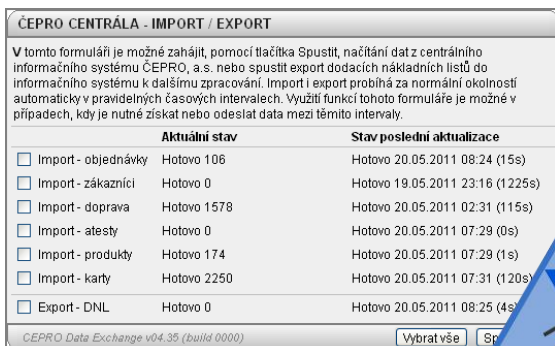 ČEPRO CENTRÁLA - IMPORT / EXPORT
V tomto formuláři je možné zahájit, pomocí tlačítka Spustit, načítání dat z centrálního
informačního systému ČEPRO, a.s. nebo spustit export dodacích nákladních listů do
informačního systému k dalšímu zpracování. Import i export probíhá za normální okolností
automaticky v pravidelných časových intervalech. Využití funkcí tohoto formuláře je možné v
případech, kdy je nutné získat nebo odeslat data mezi těmito intervaly.
Aktuální stav Stav poslední aktualizace
Import - objednávky Hotovo 106 Hotovo 20.05.2011 08:24 (15s)
Import - zákazníci Hotovo 0 Hotovo 19.05.2011 23:16 (1225s)
Import - doprava Hotovo 1578 Hotovo 20.05.2011 02:31 (115s)
Import - atesty Hotovo 0 Hotovo 20.05.2011 07:29 (0s)
Import - produkty Hotovo 174 Hotovo 20.05.2011 07:29 (1s)
Import - karty Hotovo 2250 Hotovo 20.05.2011 07:31 (120s)
Export - DNL Hotovo 0 Hotovo 20.05.2011 08:25 (4s)
CEPRO Data Exchange v04.35 (build 0000) Vybrat vše